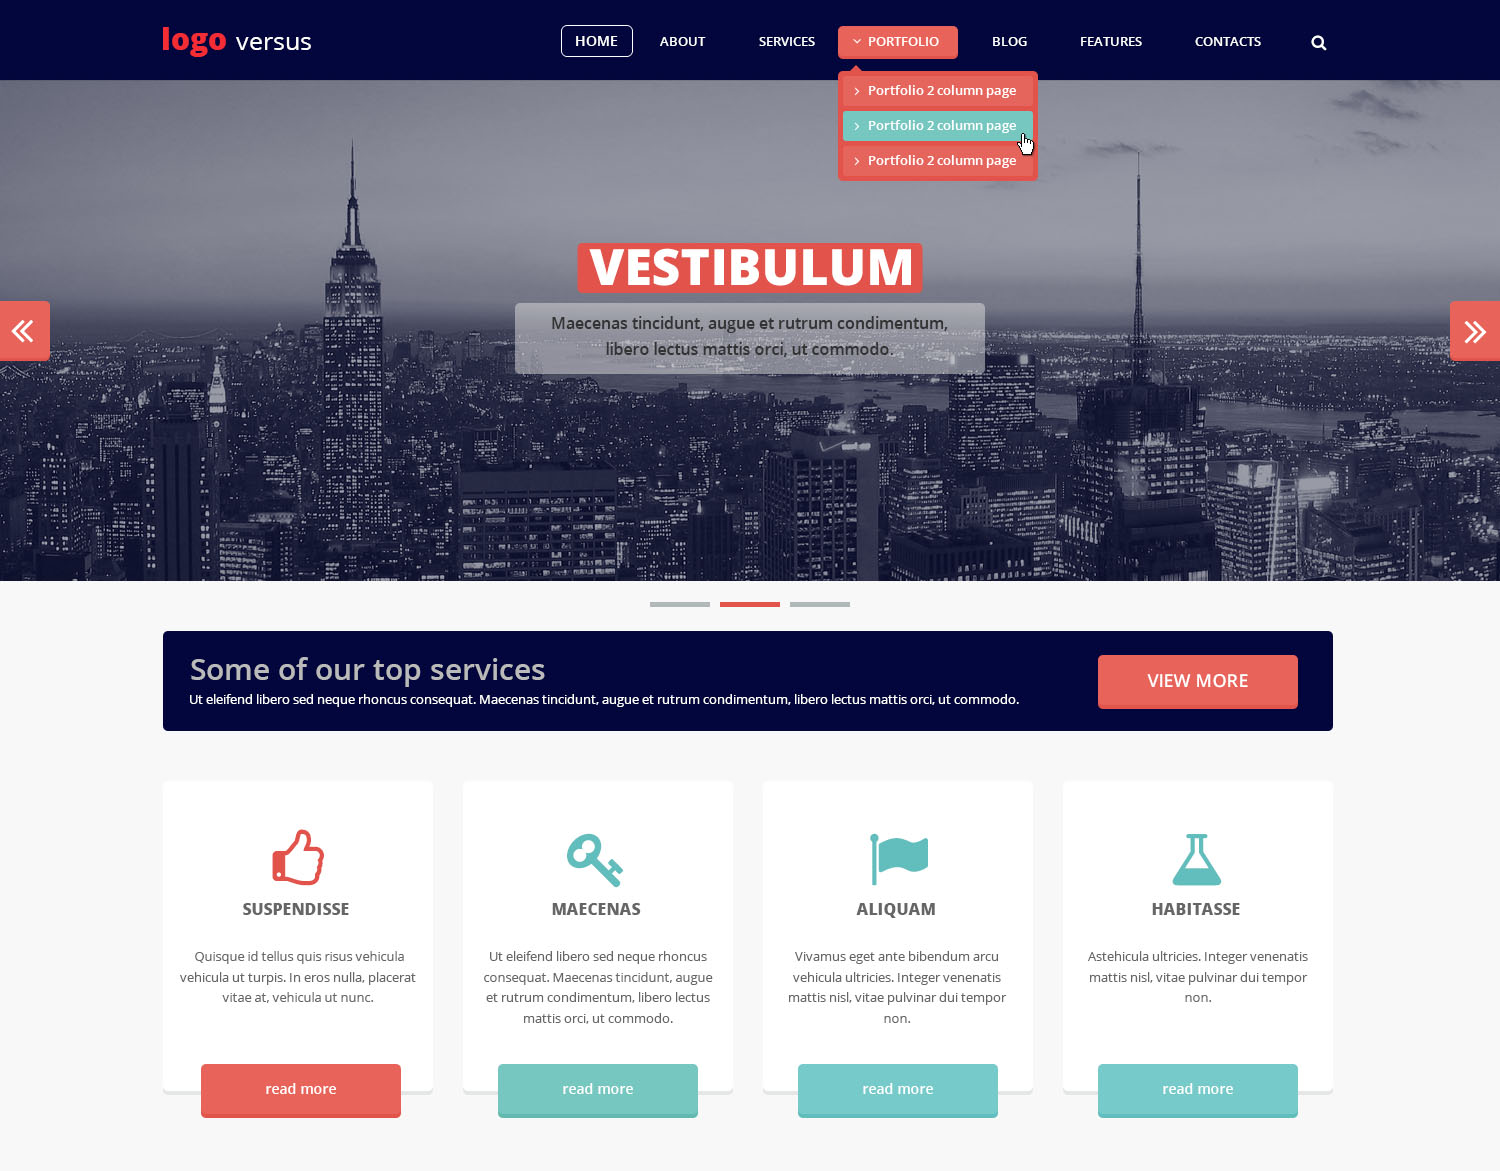 logo versus
HOME ABOUT SERVICES PORTFOLIO BLOG FEATURES CONTACTS
Portfolio 2 column page
Portfolio 2 column page
Portfolio 2 column page
VESTIBULUM
Maecenas tincidunt, augue et rutrum condimentum,
libero lectus mattis orci, ut commodo.
Some of our top services
Ut eleifend libero sed neque rhoncus consequat. Maecenas tincidunt, augue et rutrum condimentum, libero lectus mattis orci, ut commodo.
VIEW MORE
SUSPENDISSE
Quisque id tellus quis risus vehicula
vehicula ut turpis. In eros nulla, placerat
vitae at, vehicula ut nunc.
read more
MAECENAS
Ut eleifend libero sed neque rhoncus
consequat. Maecenas tincidunt, augue
et rutrum condimentum, libero lectus
mattis orci, ut commodo.
read more
ALIQUAM
Vivamus eget ante bibendum arcu
vehicula ultricies. Integer venenatis
mattis nisl, vitae pulvinar dui tempor
non.
read more
HABITASSE
Astehicula ultricies. Integer venenatis
mattis nisl, vitae pulvinar dui tempor
non.
read more